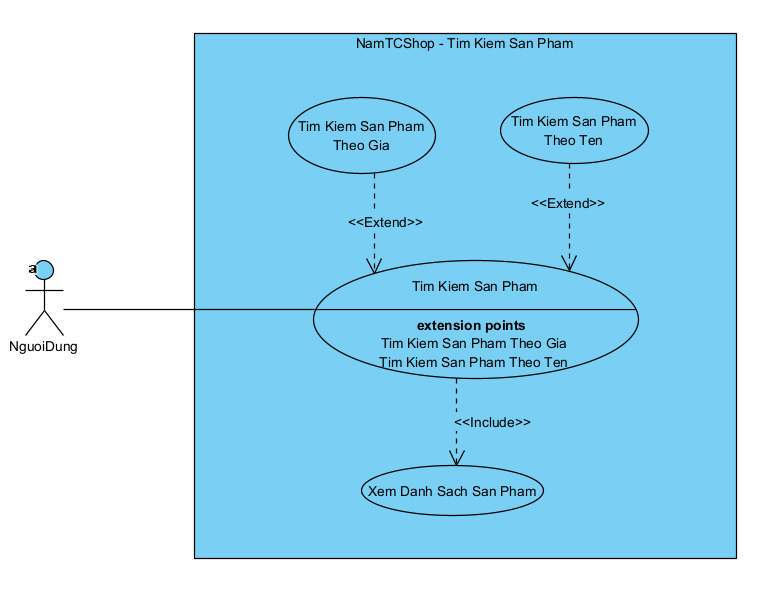 NamTCShop - Tim Kiem San Pham
Tim Kiem San Pham
Theo Gia
Tim Kiem San Pham
Theo Ten
<<Extend>>
<<Extend>>
a
NguoiDung
Tim Kiem San Pham
extension points
Tim Kiem San Pham Theo Gia
Tim Kiem San Pham Theo Ten
<<Include>>
Xem Danh Sach San Pham